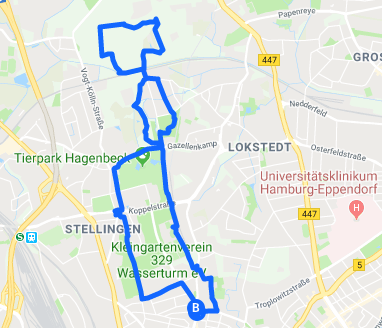 Papenreye
Vogt-Kölln-Straße
447
GROS
Nedderfeld
Gazellenkamp
LOKSTEDT
Osterfeldstraße
Tierpark Hagenbeck
Universitätsklinikum
Hamburg-Eppendorf
H
Koppelstraße
447
STELLINGEN
S
Kleingartenverein
329
Wasserturm eV
5
Troplowitzstraße
B